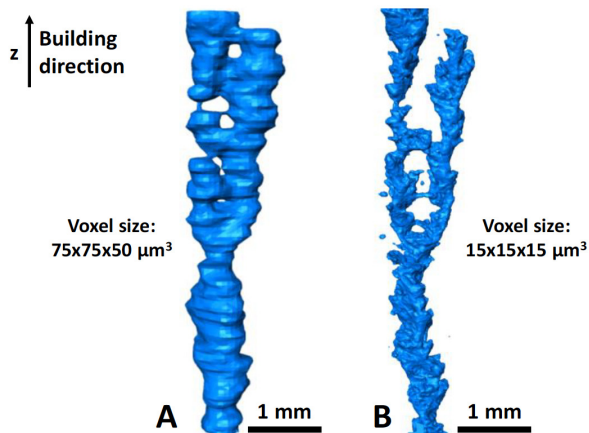 z
Building
direction
Voxel size:
75x75x50 µm³
Voxel size:
15x15x15 µm³
A
1 mm
B
1 mm